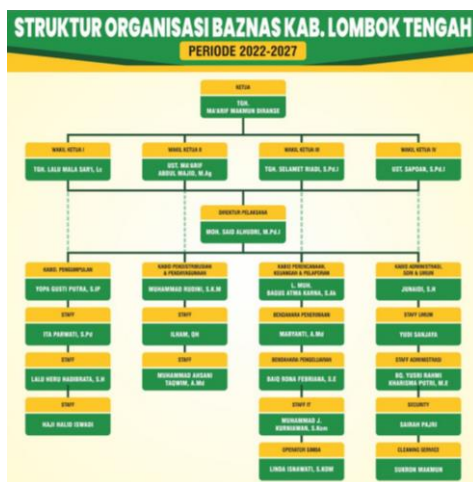 STRUKTUR ORGANISASI BAZNAS KAB. LOMBOK TENGAH
PERIODE 2022-2027
KETUA
TGH.
MA'ARIF MAKMUN DIRANSE
WAKIL KETUA I
TGH. LALU MALA SAR'I, Lc
WAKIL KETUA II
UST. MA'ARIF
ABDUL MAJID, M.Ag
WAKIL KETUA III
TGH. SELAMET RIADI, S.Pd.I
WAKIL KETUA IV
UST. SAPOAN, S.Pd.I
DIREKTUR PELAKSANA
MOH. SAID ALHUDRI, M.Pd.I
KABID. PENGUMPULAN
YOPA GUSTI PUTRA, S.IP
STAFF
ITA PARWATI, S.Pd
STAFF
LALU HERU HADIBRATA, S.H
STAFF
HAJI HALID ISWADI
KABID PENDISTRIBUSIAN
& PENDAYAGUNAAN
MUHAMMAD RUDINI, S.K.M
STAFF
ILHAM, QH
STAFF
MUHAMMAD AHSANI
TAQWIM, A.Md
KABID PERENCANAAN,
KEUANGAN & PELAPORAN
L. MOH.
BAGUS ATMA KARNA, S.Ak
BENDAHARA PENERIMAAN
MARYANTI, A.Md
BENDAHARA PENGELUARAN
BAIQ RONA FEBRIANA, S.E
STAFF IT
MUHAMMAD J.
KURNIAWAN, S.Kom
OPERATOR SIMBA
LINDA ISNAWATI, S.KOM
KABID ADMINISTRASI,
SDM & UMUM
JUNAIDI, S.H
STAFF UMUM
YUDI SANJAYA
STAFF ADMINISTRASI
BQ. YUSRI RAHMI
KHARISMA PUTRI, M.E
SECURITY
SAIRAH PAJRI
CLEANING SERVICE
SUKRON MAKMUN